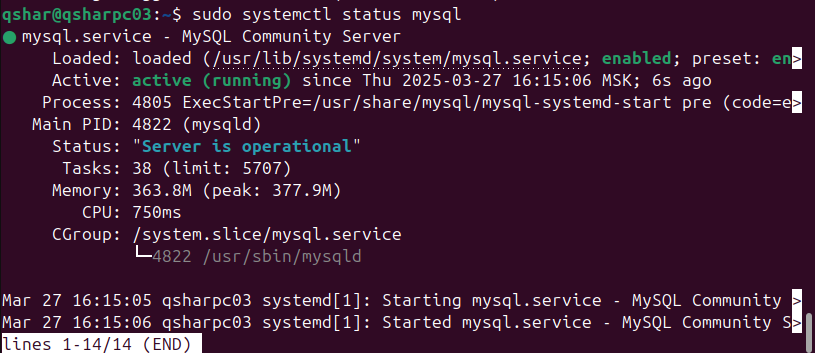 qshar@qsharpc03:~$ sudo systemctl status mysql
● mysql.service - MySQL Community Server
     Loaded: loaded (/usr/lib/systemd/system/mysql.service; enabled; preset: en>
     Active: active (running) since Thu 2025-03-27 16:15:06 MSK; 6s ago
    Process: 4805 ExecStartPre=/usr/share/mysql/mysql-systemd-start pre (code=e>
   Main PID: 4822 (mysqld)
     Status: "Server is operational"
      Tasks: 38 (limit: 5707)
     Memory: 363.8M (peak: 377.9M)
        CPU: 750ms
     CGroup: /system.slice/mysql.service
             └─4822 /usr/sbin/mysqld

Mar 27 16:15:05 qsharpc03 systemd[1]: Starting mysql.service - MySQL Community >
Mar 27 16:15:06 qsharpc03 systemd[1]: Started mysql.service - MySQL Community S>
lines 1-14/14 (END)